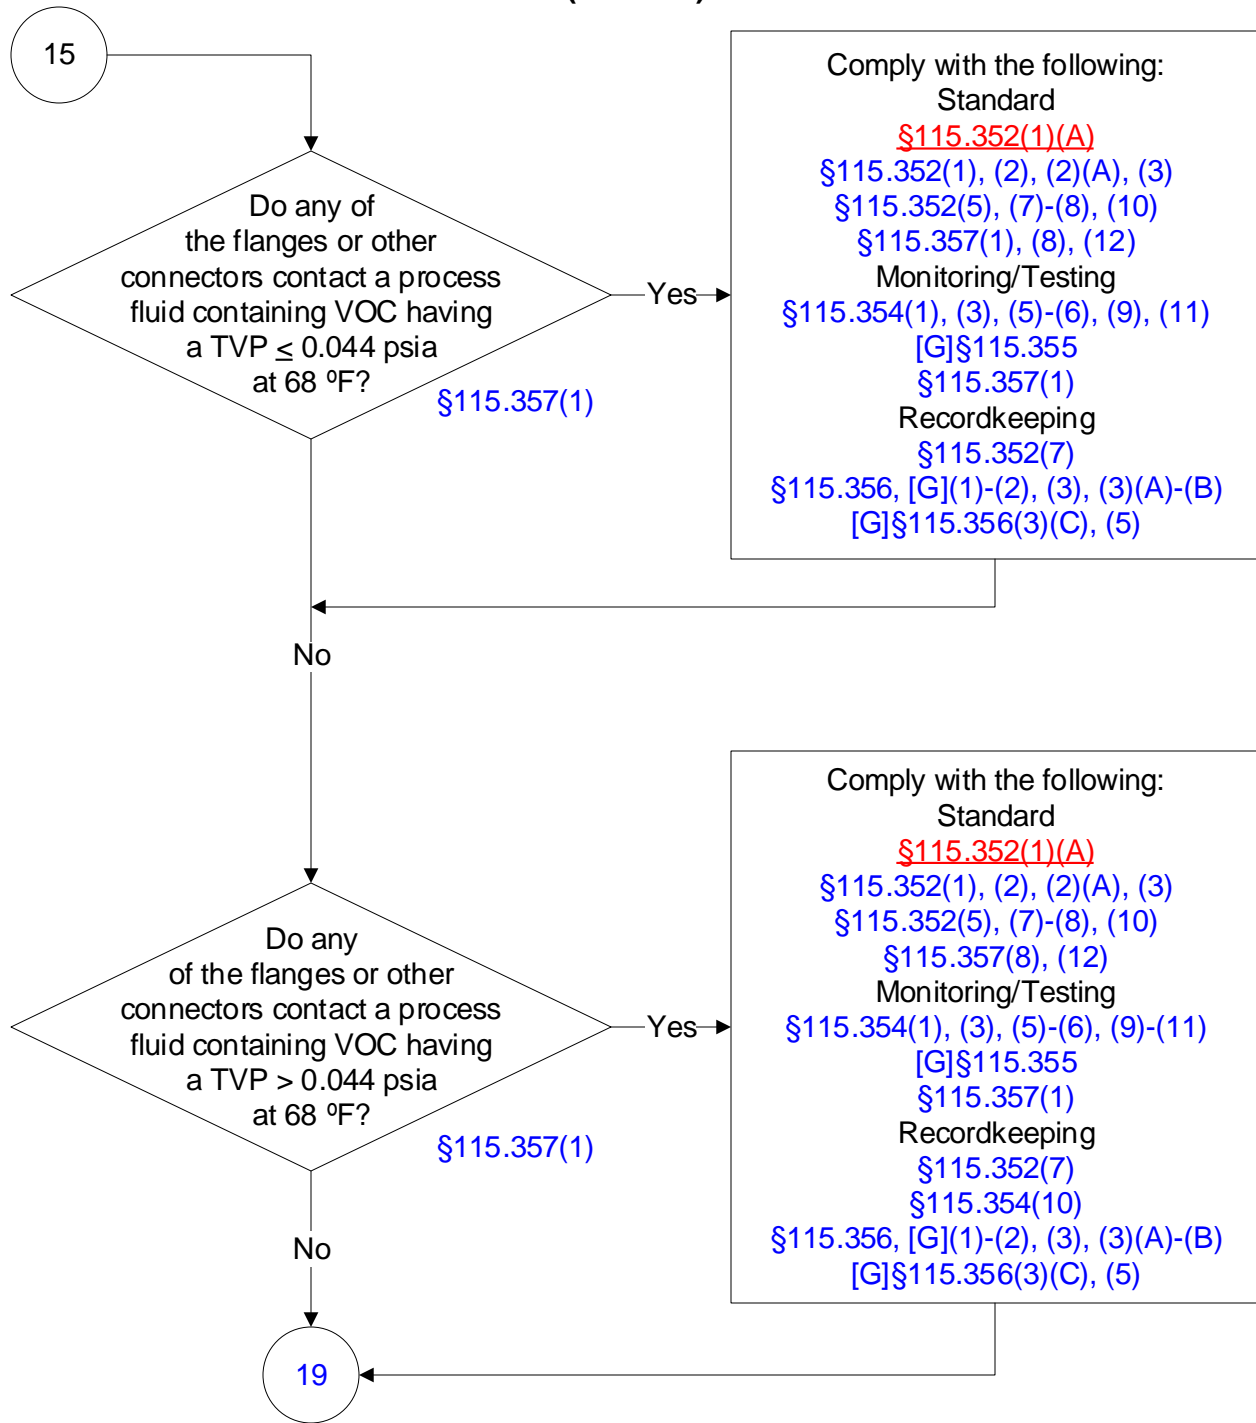 15
Do any of
the flanges or other
connectors contact a process
fluid containing VOC having
a TVP ≤ 0.044 psia
at 68 ºF?
§115.357(1)
Yes
Comply with the following:
Standard
§115.352(1)(A)
§115.352(1), (2), (2)(A), (3)
§115.352(5), (7)-(8), (10)
§115.357(1), (8), (12)
Monitoring/Testing
§115.354(1), (3), (5)-(6), (9), (11)
[G]§115.355
§115.357(1)
Recordkeeping
§115.352(7)
§115.356, [G](1)-(2), (3), (3)(A)-(B)
[G]§115.356(3)(C), (5)
No
Do any
of the flanges or other
connectors contact a process
fluid containing VOC having
a TVP > 0.044 psia
at 68 ºF?
§115.357(1)
Yes
Comply with the following:
Standard
§115.352(1)(A)
§115.352(1), (2), (2)(A), (3)
§115.352(5), (7)-(8), (10)
§115.357(8), (12)
Monitoring/Testing
§115.354(1), (3), (5)-(6), (9)-(11)
[G]§115.355
§115.357(1)
Recordkeeping
§115.352(7)
§115.354(10)
§115.356, [G](1)-(2), (3), (3)(A)-(B)
[G]§115.356(3)(C), (5)
No
19